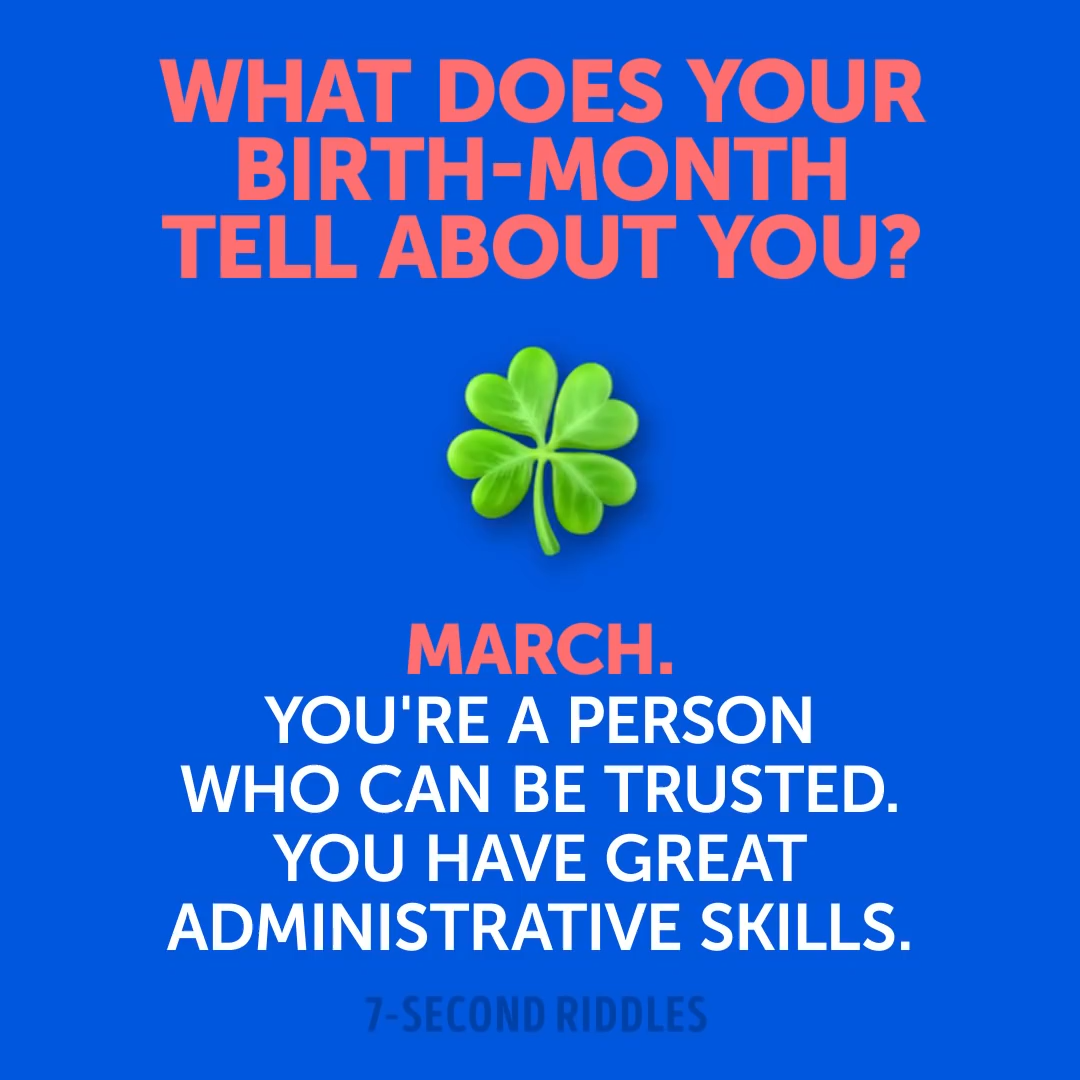 WHAT DOES YOUR
BIRTH-MONTH
TELL ABOUT YOU?
MARCH.
YOU'RE A PERSON
WHO CAN BE TRUSTED.
YOU HAVE GREAT
ADMINISTRATIVE SKILLS.
7-SECOND RIDDLES